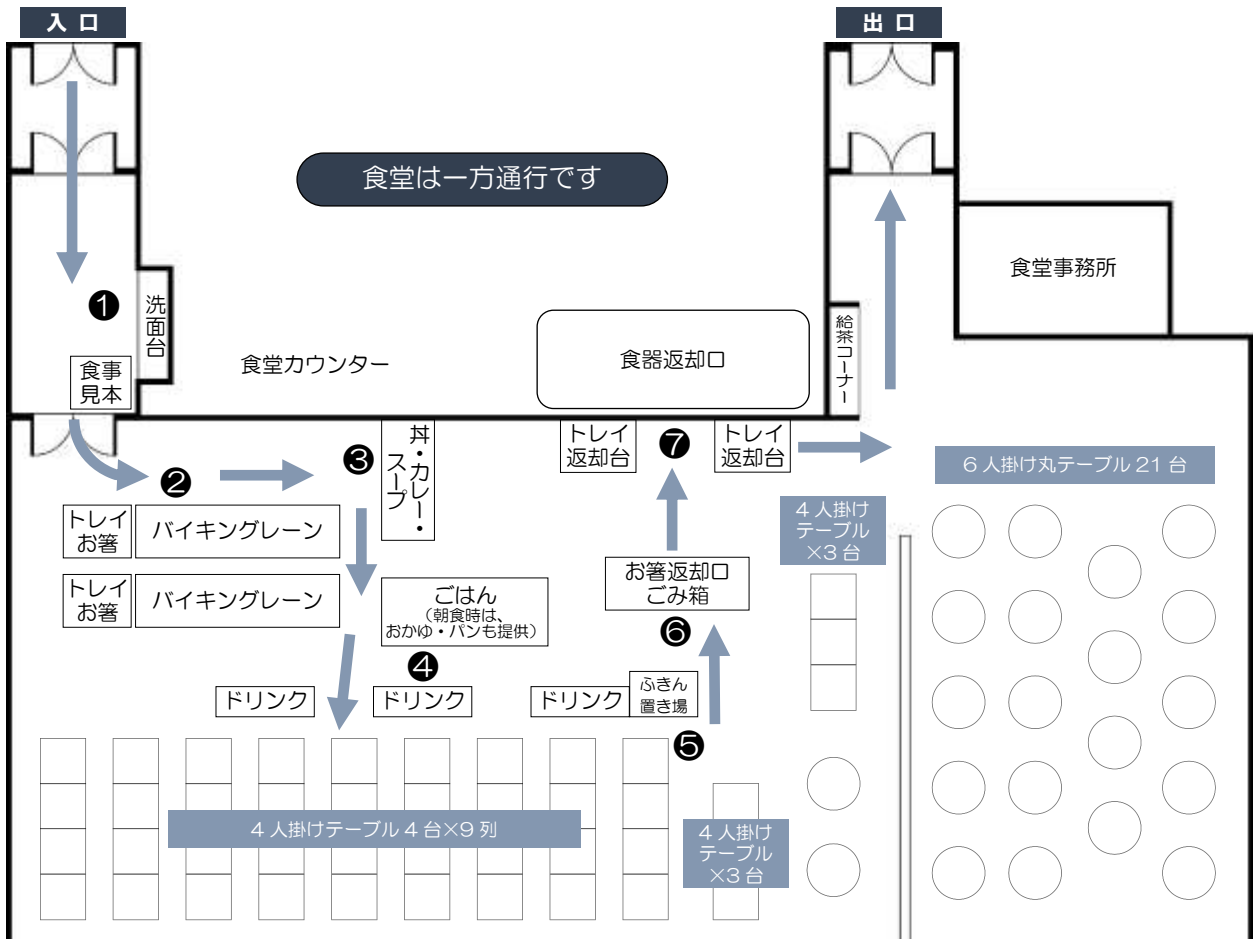 入 口
出 口
食堂は一方通行です
❶
洗面台
食事
見本
食堂カウンター
食器返却口
給茶コーナー
食堂事務所
❷
❸
丼・カレー・
スープ
トレイ
返却台
❼
トレイ
返却台
6 人掛け丸テーブル 21 台
トレイ
お箸
バイキングレーン
4 人掛け
テーブル
×3 台
トレイ
お箸
バイキングレーン
ごはん
（朝食時は、
おかゆ・パンも提供）
お箸返却口
ごみ箱
❹
❻
ドリンク
ドリンク
ドリンク
ふきん
置き場
❺
4 人掛けテーブル 4 台×9 列
4 人掛け
テーブル
×3 台